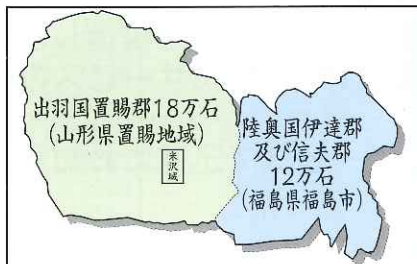 出羽国置賜郡18万石
(山形県置賜地域)
米沢城
陸奥国伊達郡
及び信夫郡
12万石
(福島県福島市)